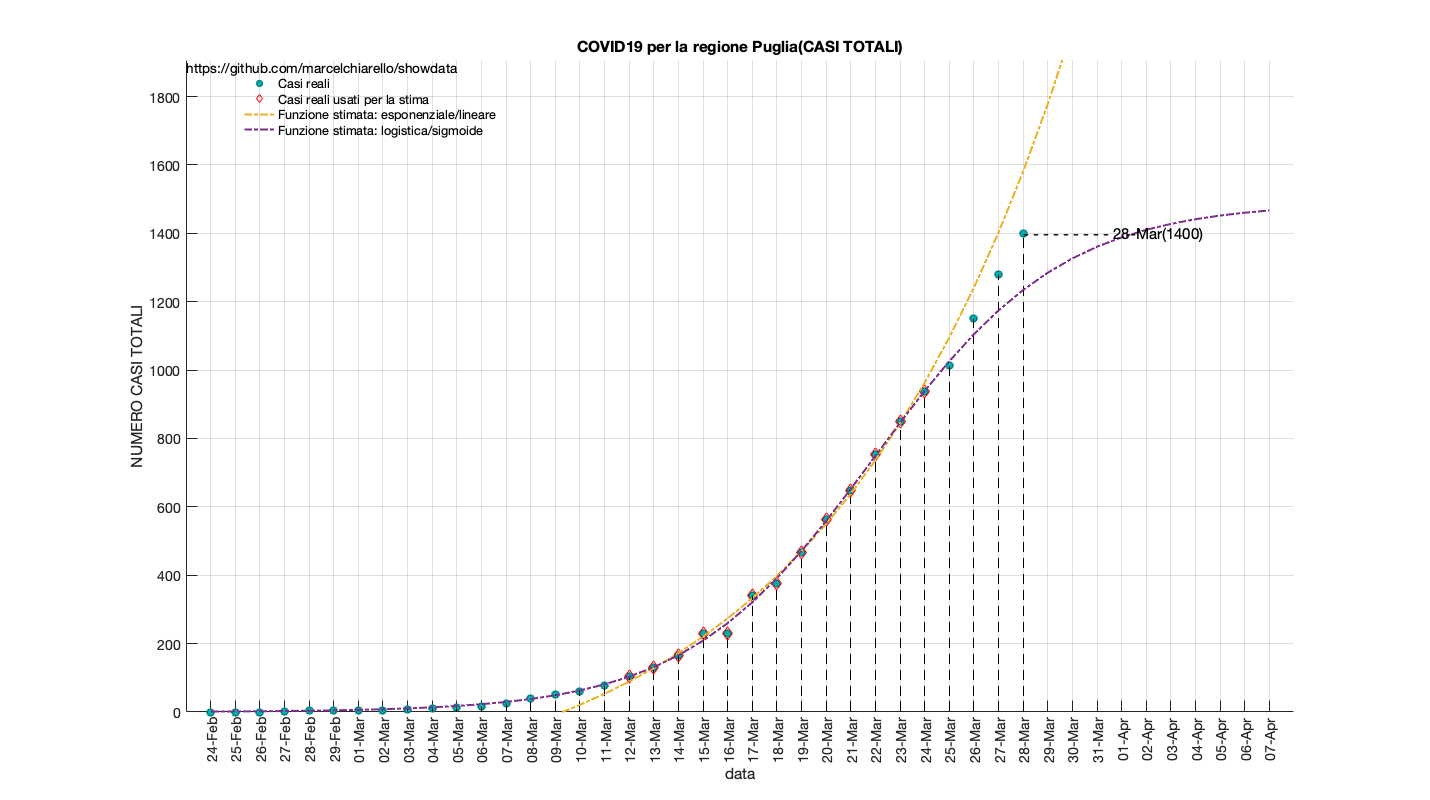 COVID19 per la regione Puglia(CASI TOTALI)
https://github.com/marcelchiarello/showdata
Casi reali
Casi reali usati per la stima
Funzione stimata: esponenziale/lineare
Funzione stimata: logistica/sigmoide
NUMERO CASI TOTALI
1800
1600
1400
1200
1000
800
600
400
200
0
28-Mar(1400)
24-Feb
25-Feb
26-Feb
27-Feb
28-Feb
29-Feb
01-Mar
02-Mar
03-Mar
04-Mar
05-Mar
06-Mar
07-Mar
08-Mar
09-Mar
10-Mar
11-Mar
12-Mar
13-Mar
14-Mar
15-Mar
16-Mar
17-Mar
18-Mar
19-Mar
20-Mar
21-Mar
22-Mar
23-Mar
24-Mar
25-Mar
26-Mar
27-Mar
28-Mar
29-Mar
30-Mar
31-Mar
01-Apr
02-Apr
03-Apr
04-Apr
05-Apr
06-Apr
07-Apr
data